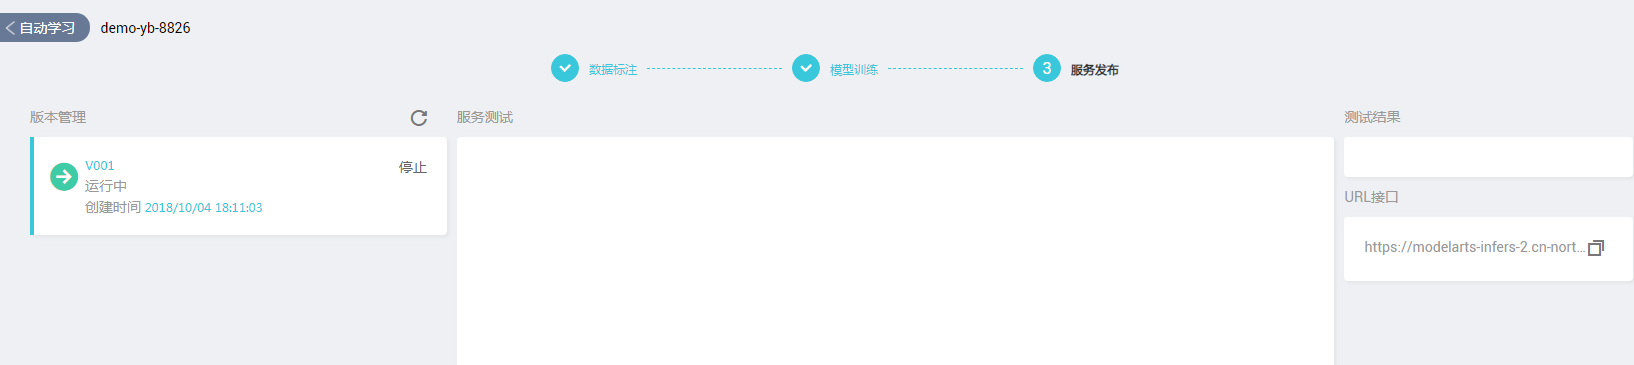 自动学习 demo-yb-8826
数据标注 模型训练 3 服务发布
版本管理
V001
停止
运行中
创建时间 2018/10/04 18:11:03
服务测试
测试结果
URL接口
https://modelarts-infers-2.cn-nort...